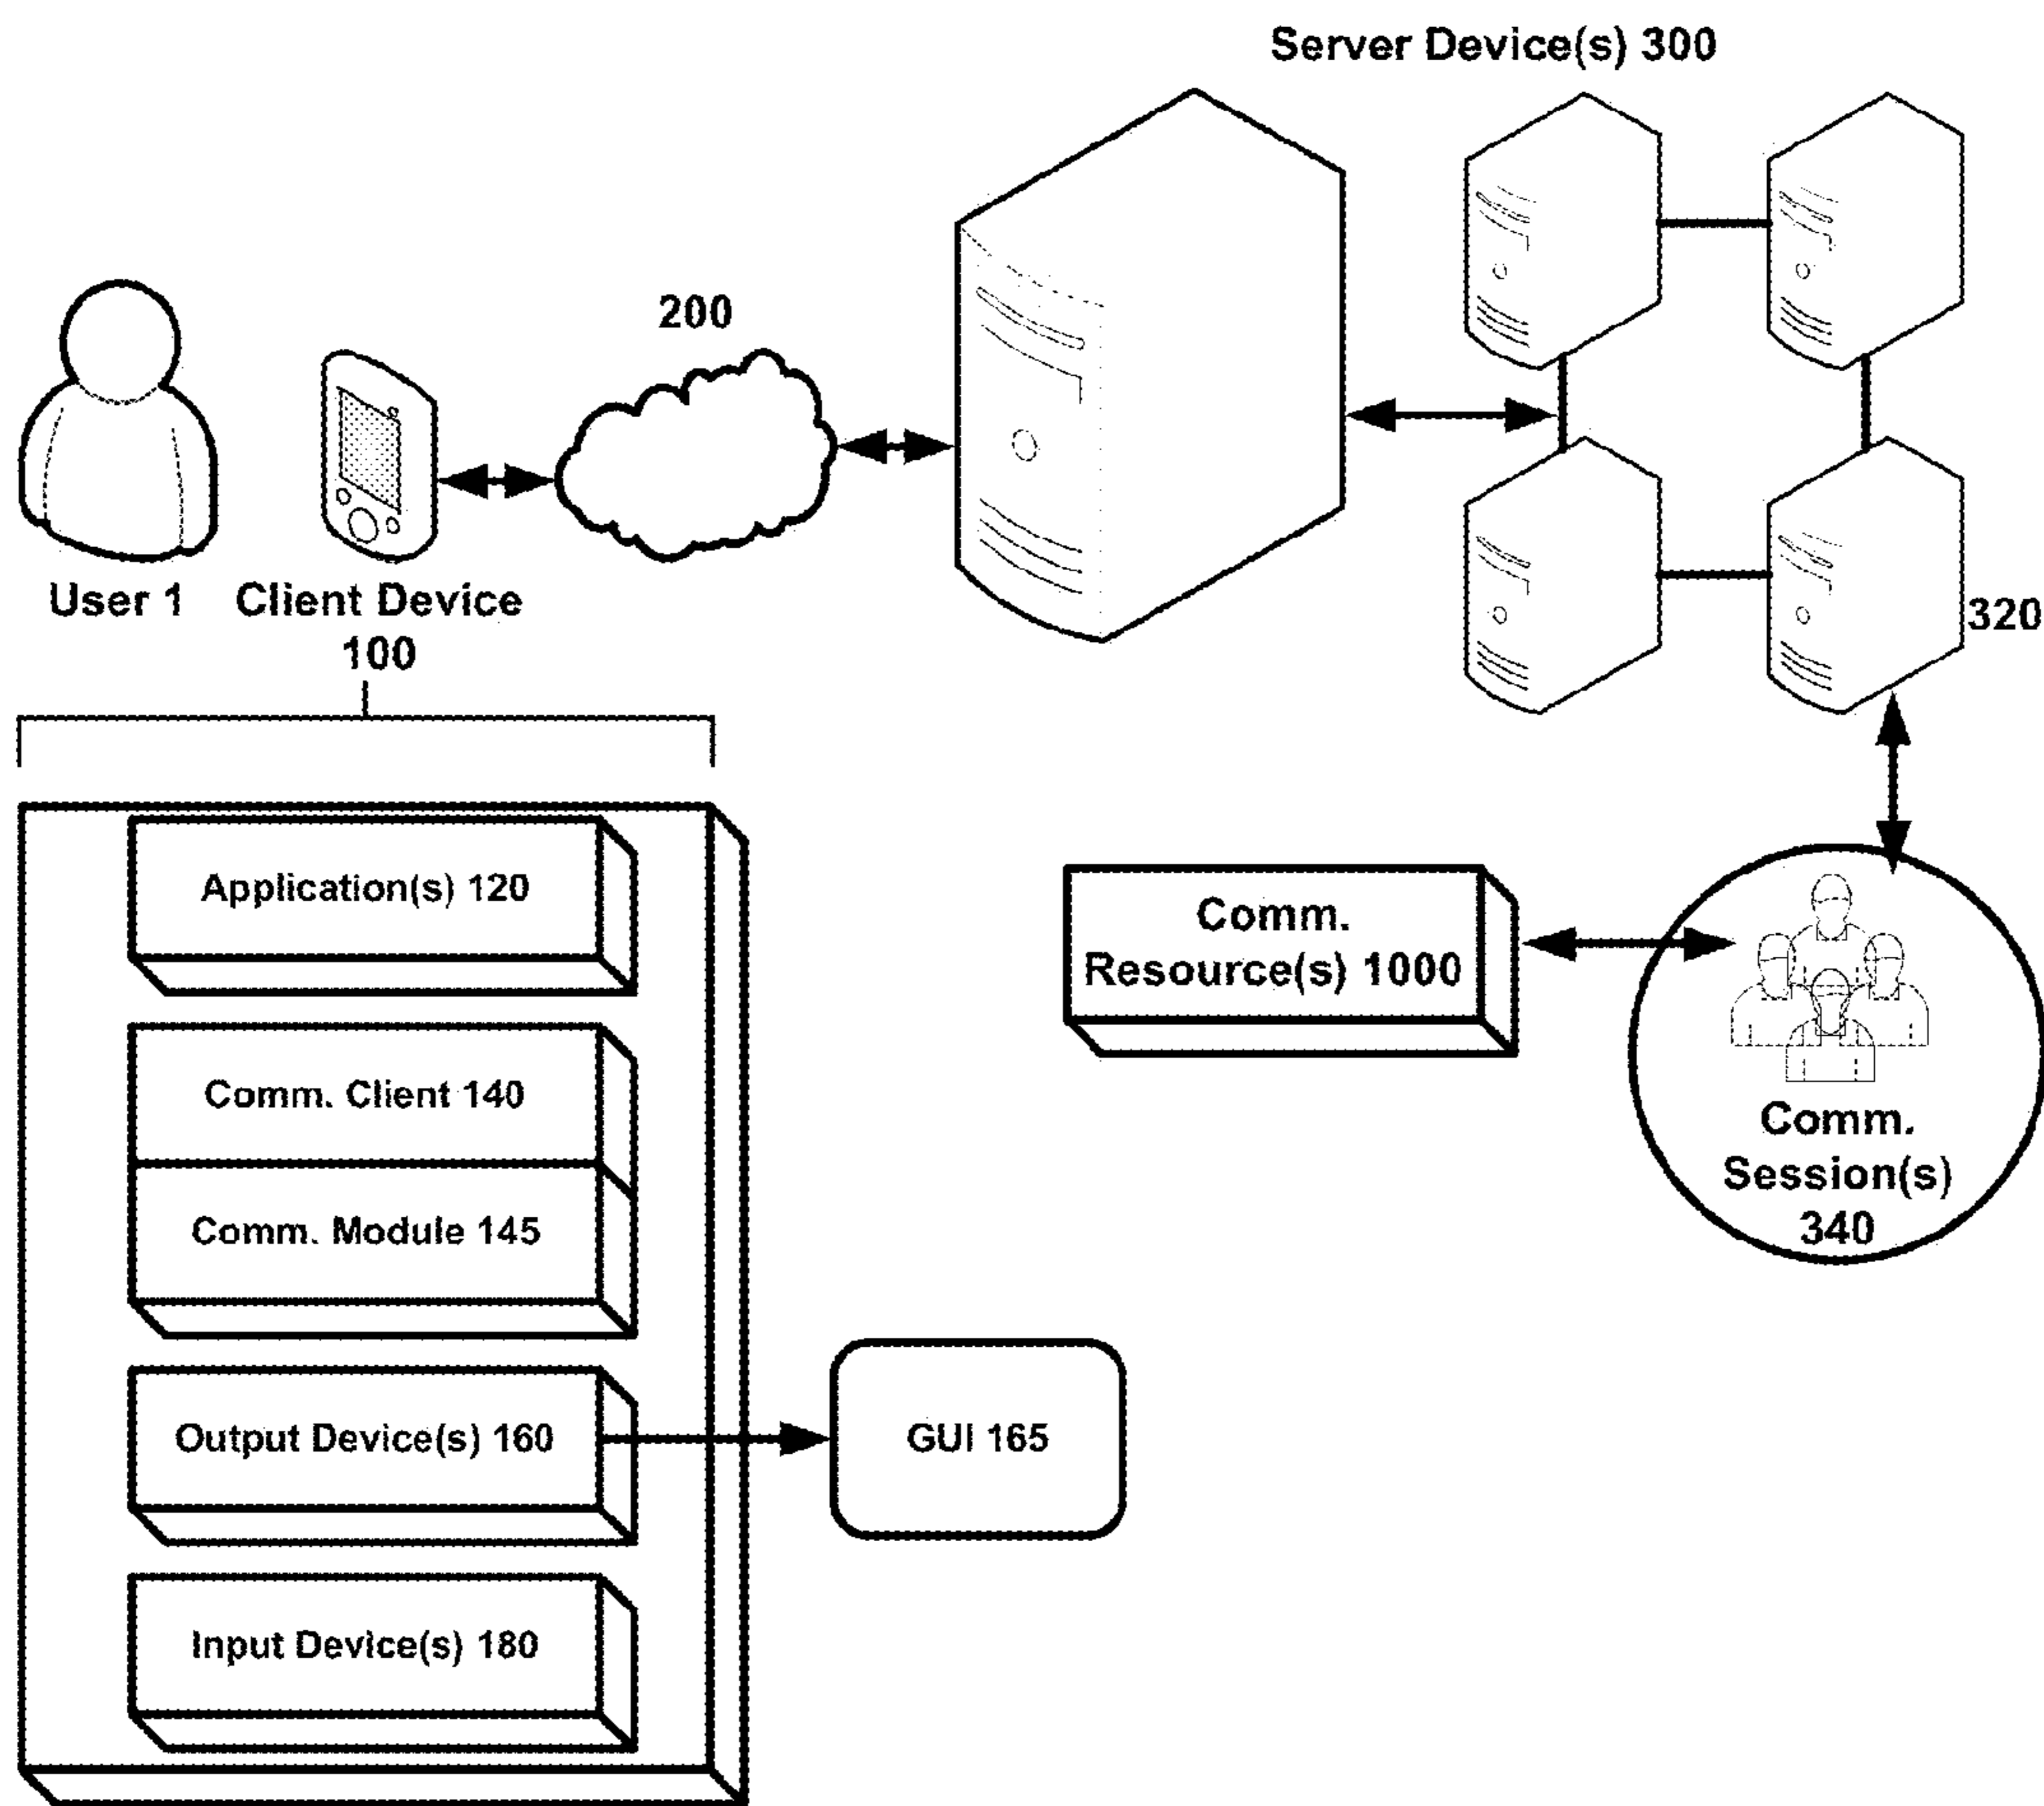 Server Device(s) 300
200
User 1
Client Device
100
320
Application(s) 120
Comm.
Resource(s) 1000
Comm. Client 140
Comm.
Session(s)
340
Comm. Module 145
Output Device(s) 160
GUI 165
Input Device(s) 180